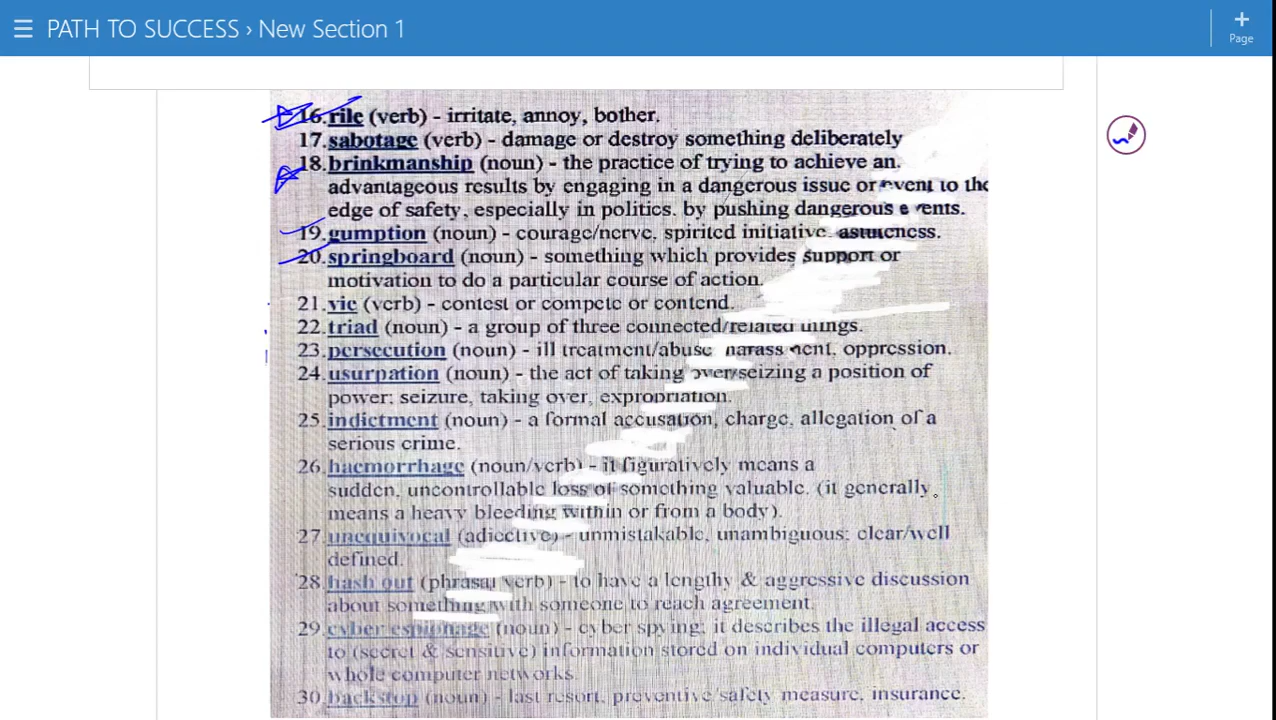 PATH TO SUCCESS › New Section 1
Page
16. rile (verb) - irritate, annoy, bother.
17. sabotage (verb) - damage or destroy something deliberately
18. brinkmanship (noun) - the practice of trying to achieve an.
advantageous results by engaging in a dangerous issue or event to the
edge of safety, especially in politics. by pushing dangerous events.
19. gumption (noun) - courage/nerve, spirited initiative, astuteness.
20. springboard (noun) - something which provides support or
motivation to do a particular course of action.
21. vie (verb) - contest or compete or contend.
22. triad (noun) - a group of three connected/related things.
23. persecution (noun) - ill treatment/abuse harassment, oppression.
24. usurpation (noun) - the act of taking over/seizing a position of
power; seizure, taking over, expropriation.
25. indictment (noun) - a formal accusation, charge, allegation of a
serious crime.
26. haemorrhage (noun/verb) - it figuratively means a
sudden, uncontrollable loss of something valuable. (it generally
means a heavy bleeding within or from a body).
27. unequivocal (adjective) - unmistakable, unambiguous; clear/well
defined.
28. hash out (phrasal verb) - to have a lengthy & aggressive discussion
about something with someone to reach agreement.
29. cyber espionage (noun) - cyber spying; it describes the illegal access
to (secret & sensitive) information stored on individual computers or
whole computer networks.
30. backstop (noun) - last resort, preventive/safety measure, insurance.